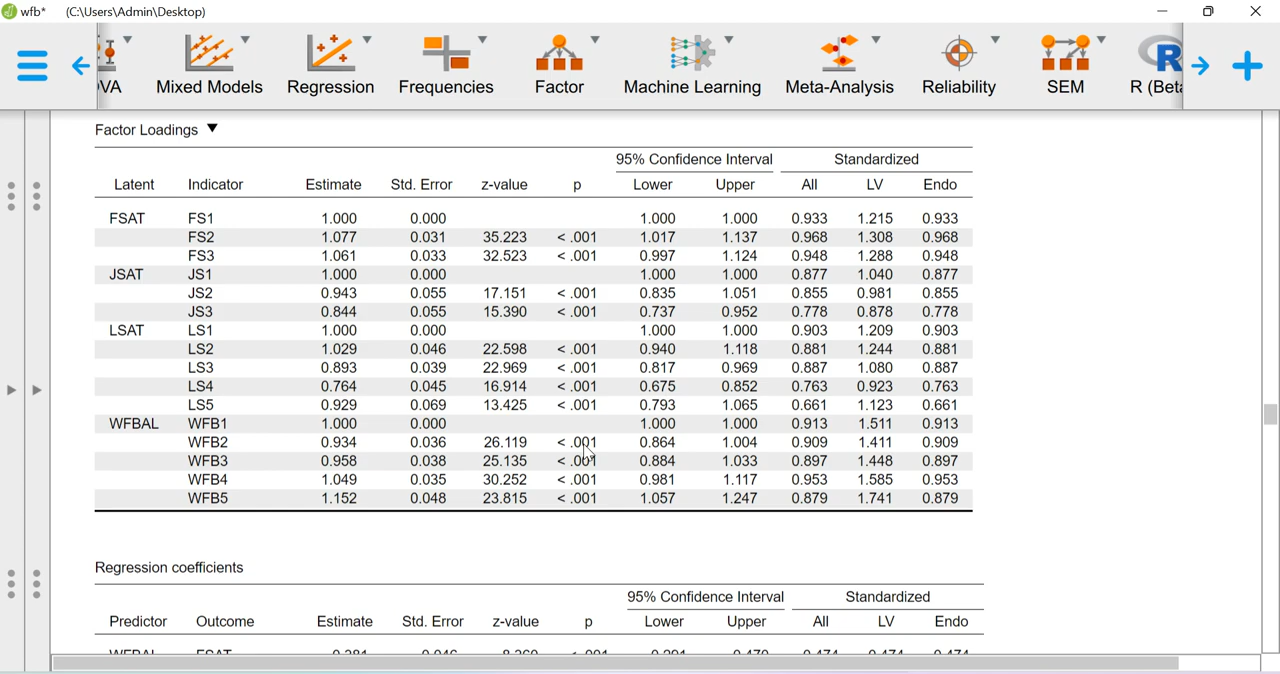 wfb* (C:\Users\Admin\Desktop)
VA Mixed Models Regression Frequencies Factor Machine Learning Meta-Analysis Reliability SEM R (Beta
Factor Loadings ▼
95% Confidence Interval Standardized
Latent Indicator Estimate Std. Error z-value p Lower Upper All LV Endo
FSAT FS1 1.000 0.000 1.000 1.000 0.933 1.215 0.933
FS2 1.077 0.031 35.223 < .001 1.017 1.137 0.968 1.308 0.968
FS3 1.061 0.033 32.523 < .001 0.997 1.124 0.948 1.288 0.948
JSAT JS1 1.000 0.000 1.000 1.000 0.877 1.040 0.877
JS2 0.943 0.055 17.151 < .001 0.835 1.051 0.855 0.981 0.855
JS3 0.844 0.055 15.390 < .001 0.737 0.952 0.778 0.878 0.778
LSAT LS1 1.000 0.000 1.000 1.000 0.903 1.209 0.903
LS2 1.029 0.046 22.598 < .001 0.940 1.118 0.881 1.244 0.881
LS3 0.893 0.039 22.969 < .001 0.817 0.969 0.887 1.080 0.887
LS4 0.764 0.045 16.914 < .001 0.675 0.852 0.763 0.923 0.763
LS5 0.929 0.069 13.425 < .001 0.793 1.065 0.661 1.123 0.661
WFBAL WFB1 1.000 0.000 1.000 1.000 0.913 1.511 0.913
WFB2 0.934 0.036 26.119 < .001 0.864 1.004 0.909 1.411 0.909
WFB3 0.958 0.038 25.135 < .001 0.884 1.033 0.897 1.448 0.897
WFB4 1.049 0.035 30.252 < .001 0.981 1.117 0.953 1.585 0.953
WFB5 1.152 0.048 23.815 < .001 1.057 1.247 0.879 1.741 0.879
Regression coefficients
95% Confidence Interval Standardized
Predictor Outcome Estimate Std. Error z-value p Lower Upper All LV Endo
WFBAL FSAT